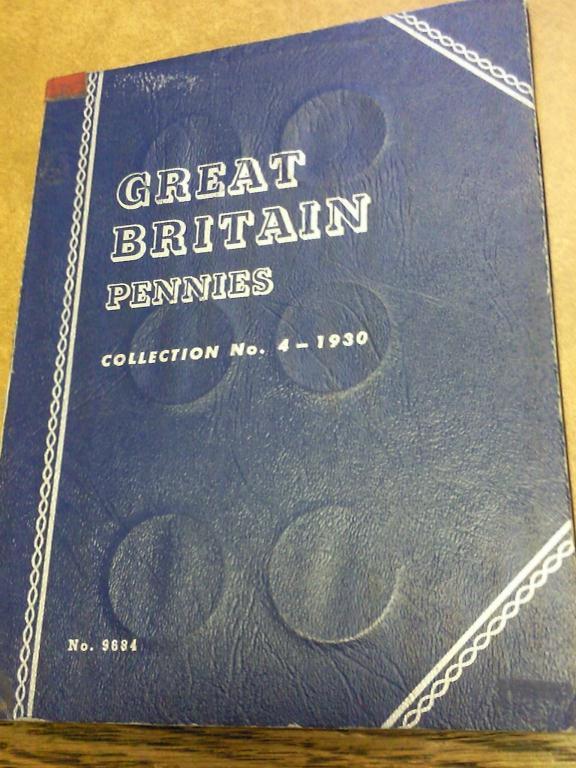 GREAT
BRITAIN
PENNIES
COLLECTION No. 4 – 1930
No. 9684